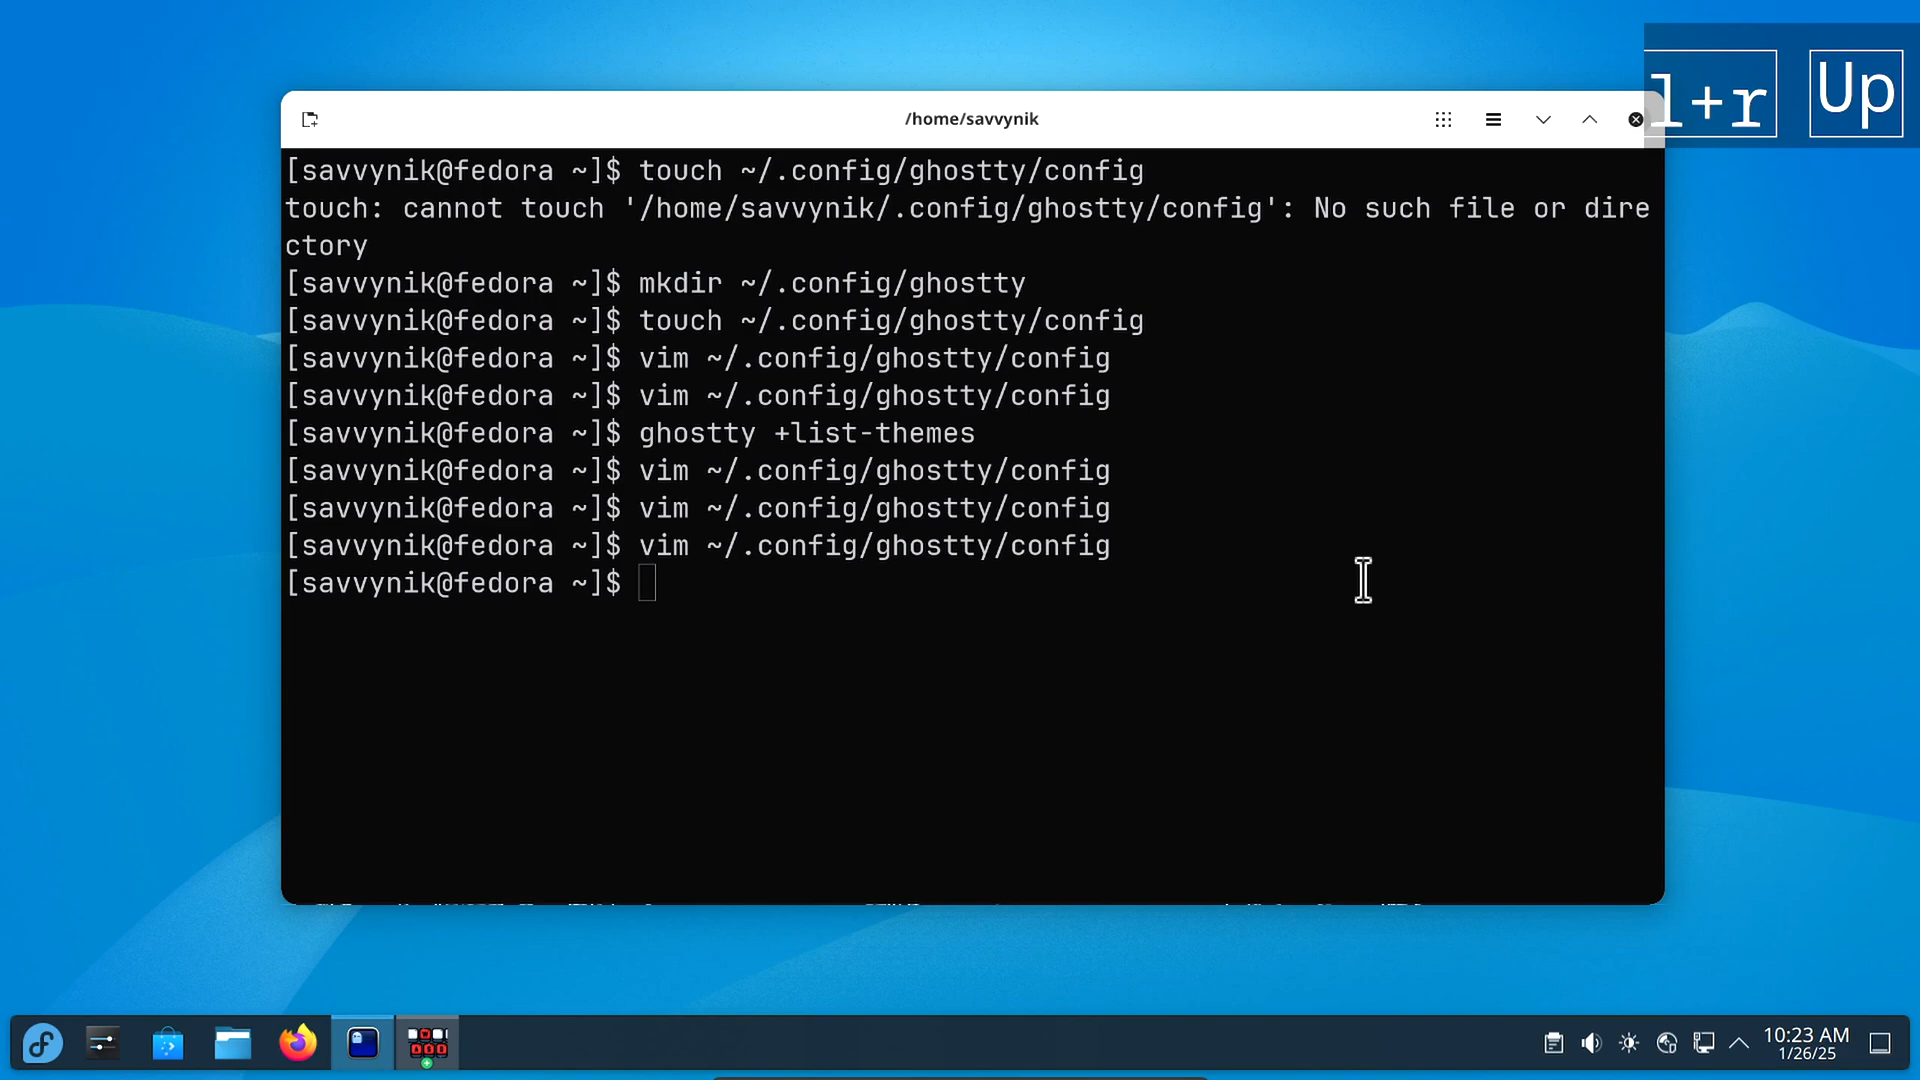 l+r Up
/home/savvynik
[savvynik@fedora ~]$ touch ~/.config/ghostty/config
touch: cannot touch '/home/savvynik/.config/ghostty/config': No such file or dire
ctory
[savvynik@fedora ~]$ mkdir ~/.config/ghostty
[savvynik@fedora ~]$ touch ~/.config/ghostty/config
[savvynik@fedora ~]$ vim ~/.config/ghostty/config
[savvynik@fedora ~]$ vim ~/.config/ghostty/config
[savvynik@fedora ~]$ ghostty +list-themes
[savvynik@fedora ~]$ vim ~/.config/ghostty/config
[savvynik@fedora ~]$ vim ~/.config/ghostty/config
[savvynik@fedora ~]$ vim ~/.config/ghostty/config
[savvynik@fedora ~]$
10:23 AM
1/26/25